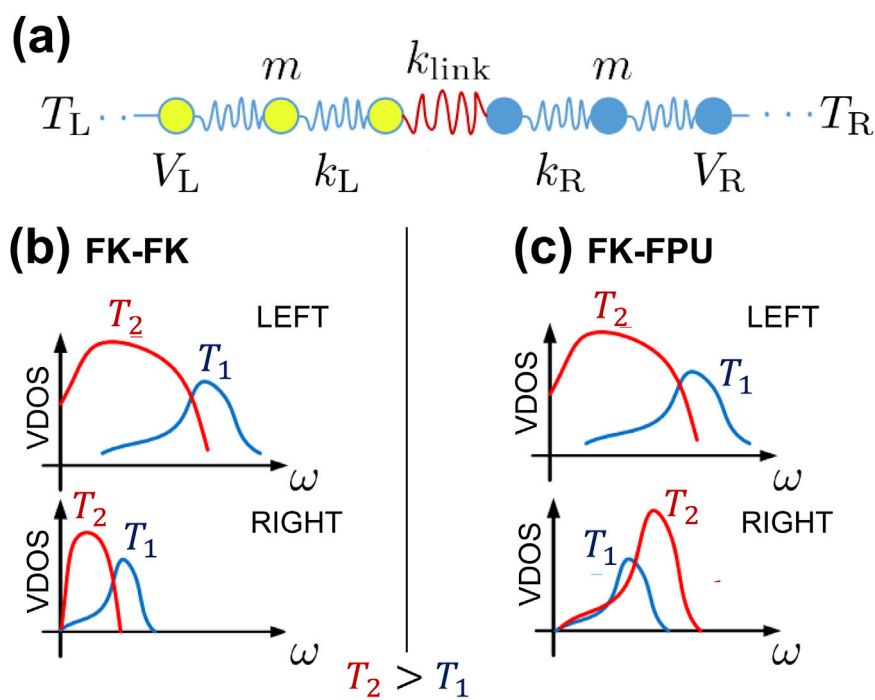 (a)
m k_link m
T_L T_R
V_L k_L k_R V_R
(b) FK-FK
T_2 LEFT
T_1
VDOS
ω
T_2 RIGHT
T_1
VDOS
ω
(c) FK-FPU
T_2 LEFT
T_1
VDOS
ω
T_2 RIGHT
T_1
VDOS
ω
T_2 > T_1